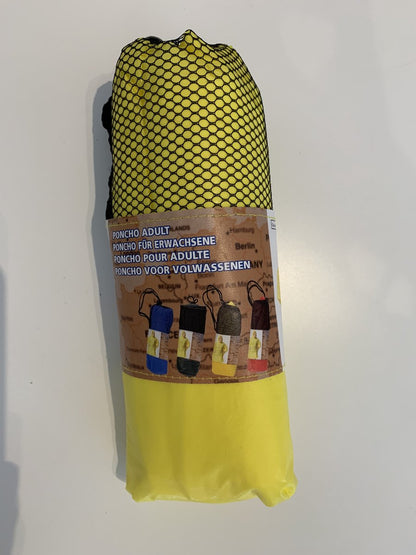 PONCHO ADULT
PONCHO FÜR ERWACHSENE
PONCHO POUR ADULTE
PONCHO VOOR VOLWASSENEN
Hamburg
Berlin